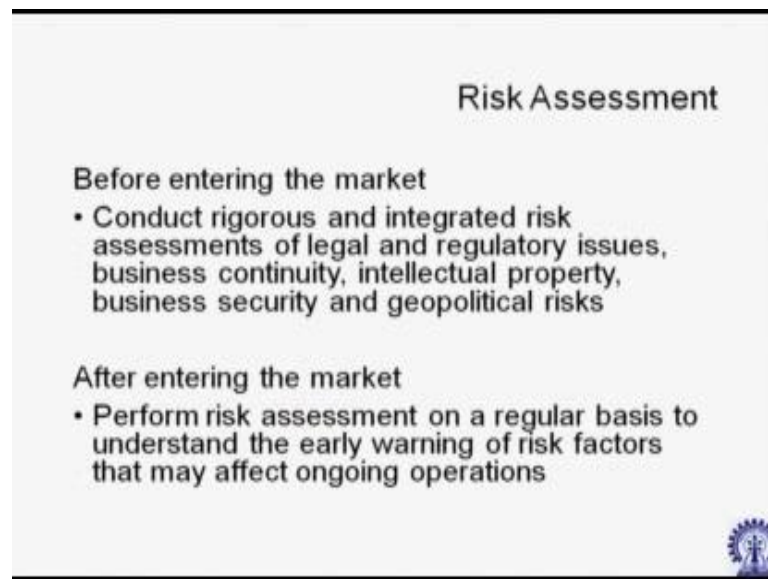 Risk Assessment
Before entering the market
• Conduct rigorous and integrated risk
assessments of legal and regulatory issues,
business continuity, intellectual property,
business security and geopolitical risks
After entering the market
• Perform risk assessment on a regular basis to
understand the early warning of risk factors
that may affect ongoing operations